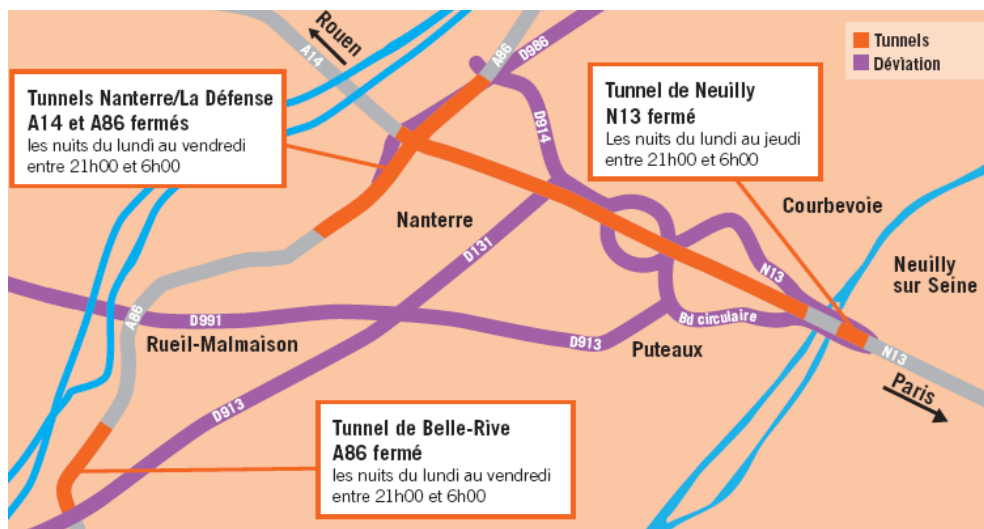 Rouen
A14
A86
D986
Tunnels
Déviation
Tunnels Nanterre/La Défense
A14 et A86 fermés
les nuits du lundi au vendredi
entre 21h00 et 6h00
Tunnel de Neuilly
N13 fermé
Les nuits du lundi au jeudi
entre 21h00 et 6h00
D914
Courbevoie
Nanterre
D131
N13
Neuilly
sur Seine
A86
D991
Rueil-Malmaison
D913
Puteaux
Bd circulaire
N13
Paris
D913
Tunnel de Belle-Rive
A86 fermé
les nuits du lundi au vendredi
entre 21h00 et 6h00